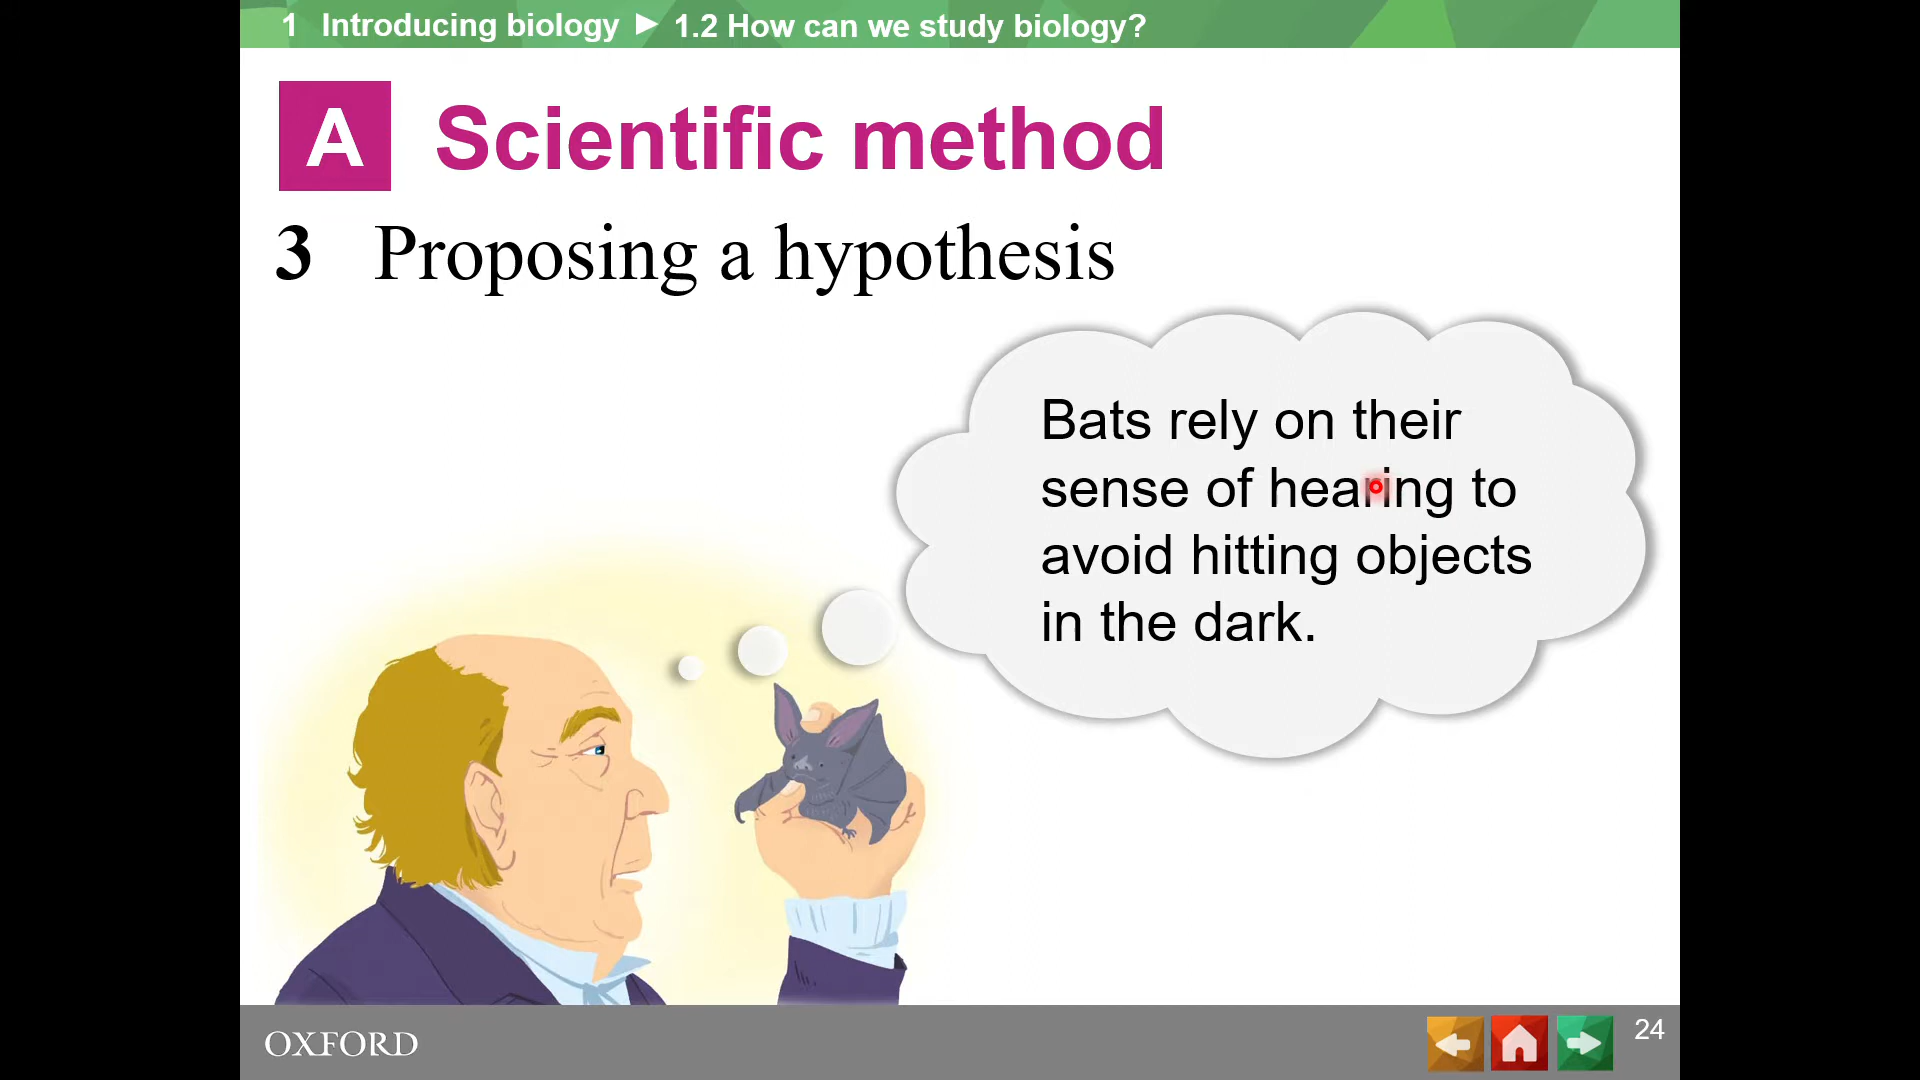 1 Introducing biology ► 1.2 How can we study biology?
A Scientific method
3 Proposing a hypothesis
Bats rely on their
sense of hearing to
avoid hitting objects
in the dark.
OXFORD
24